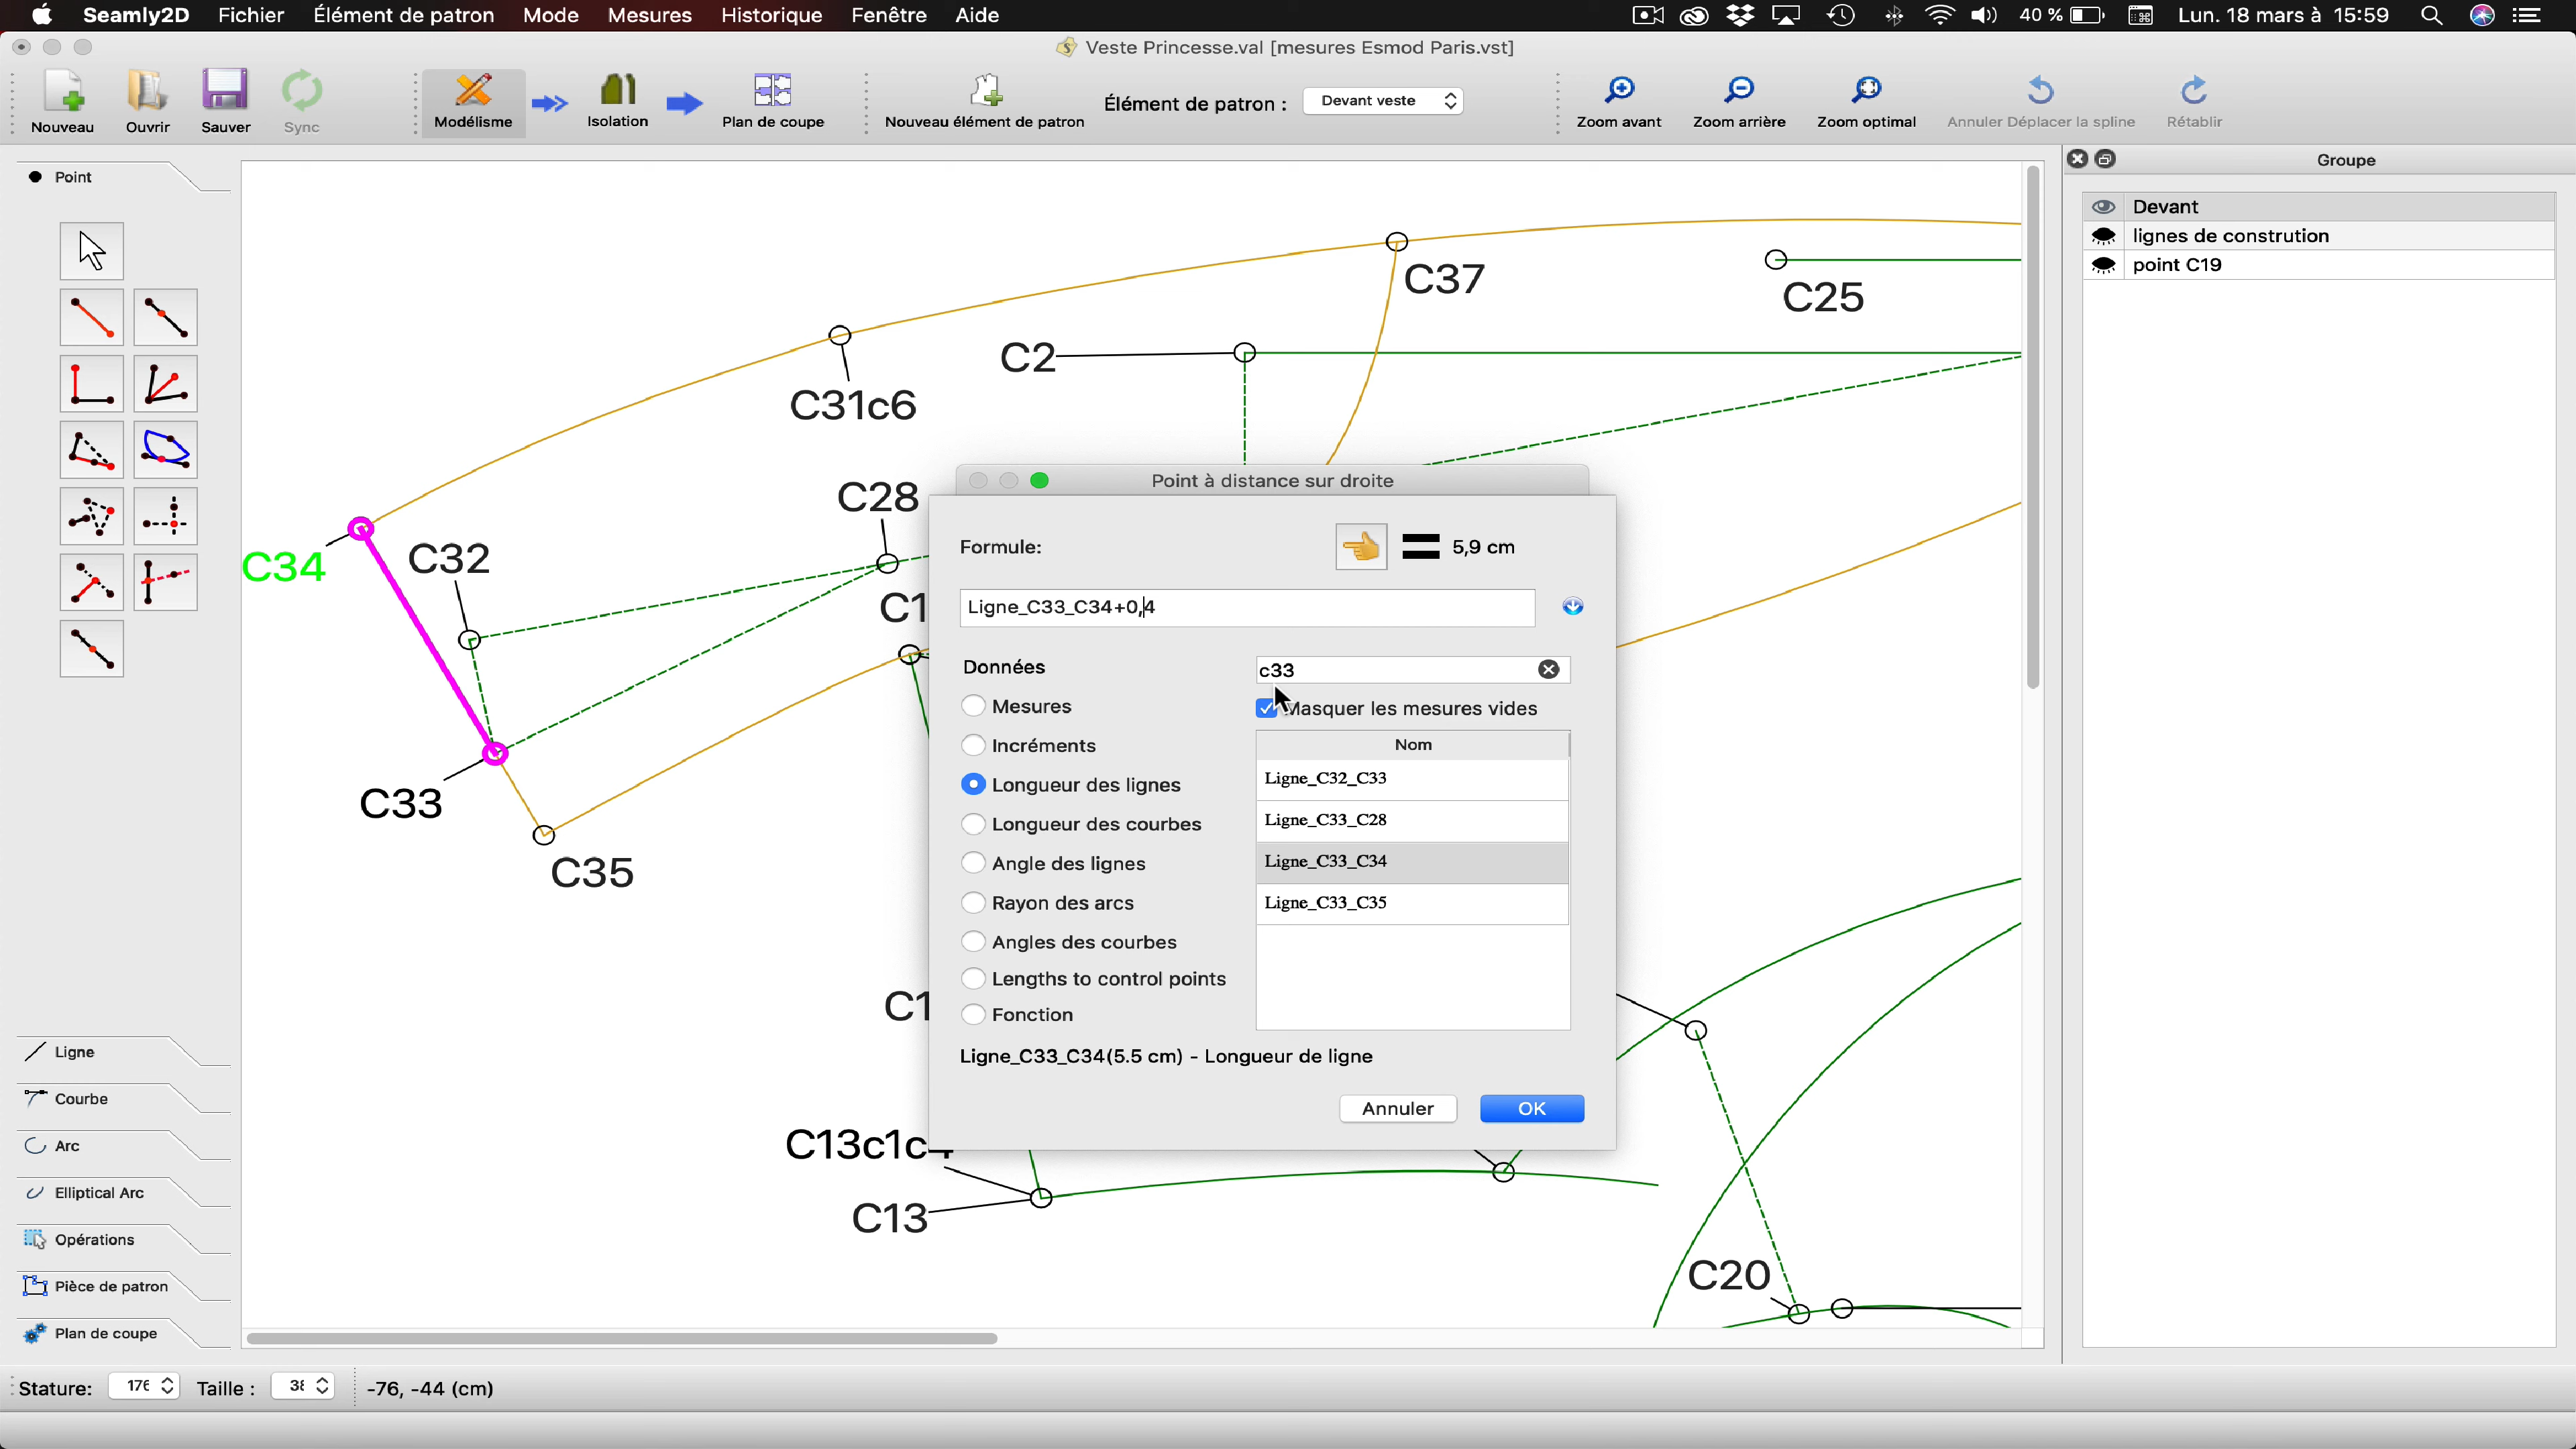 Seamly2D Fichier Élément de patron Mode Mesures Historique Fenêtre Aide 40 % Lun. 18 mars à 15:59
Veste Princesse.val [mesures Esmod Paris.vst]
Nouveau Ouvrir Sauver Sync Modélisme Isolation Plan de coupe Nouveau élément de patron Élément de patron : Devant veste Zoom avant Zoom arrière Zoom optimal Annuler Déplacer la spline Rétablir
Point
Groupe
Devant
lignes de constrution
point C19
C37
C25
C2
C31c6
C28
C34
C32
C1
C33
C35
C1
C13c1c4
C13
C20
Point à distance sur droite
Formule: 5,9 cm
Ligne_C33_C34+0,4
Données
c33
Mesures
Masquer les mesures vides
Incréments
Nom
Longueur des lignes
Ligne_C32_C33
Longueur des courbes
Ligne_C33_C28
Angle des lignes
Ligne_C33_C34
Rayon des arcs
Ligne_C33_C35
Angles des courbes
Lengths to control points
Fonction
Ligne_C33_C34(5.5 cm) - Longueur de ligne
Annuler OK
Ligne
Courbe
Arc
Elliptical Arc
Opérations
Pièce de patron
Plan de coupe
Stature: 176 Taille : 38 -76, -44 (cm)